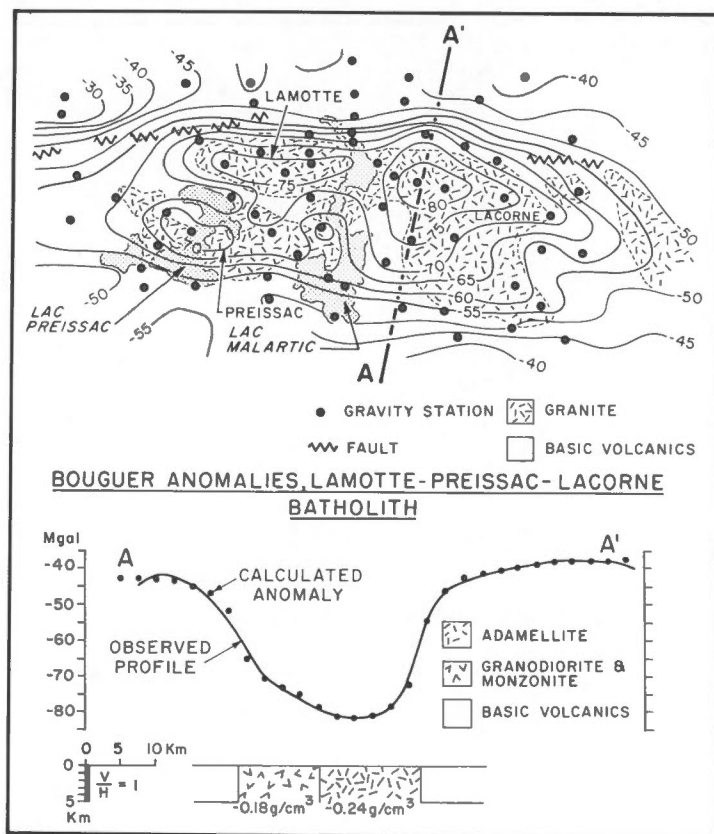 A'
-45
-40
-35
-30
-45
-40
-40
-45
LAMOTTE
75
80
LACORNE
75
70
70
65
60
55
-50
-50
-50
-55
-45
-40
LAC
PREISSAC
PREISSAC
LAC
MALARTIC
A
GRAVITY STATION
GRANITE
FAULT
BASIC VOLCANICS
BOUGUER ANOMALIES, LAMOTTE-PREISSAC-LACORNE
BATHOLITH
Mgal
A
A'
-40
CALCULATED
ANOMALY
-50
ADAMELLITE
-60
OBSERVED
PROFILE
GRANODIORITE &
MONZONITE
-70
BASIC VOLCANICS
-80
0 5 10 Km
0
V/H = 1
5
Km
-0.18g/cm³
-0.24g/cm³